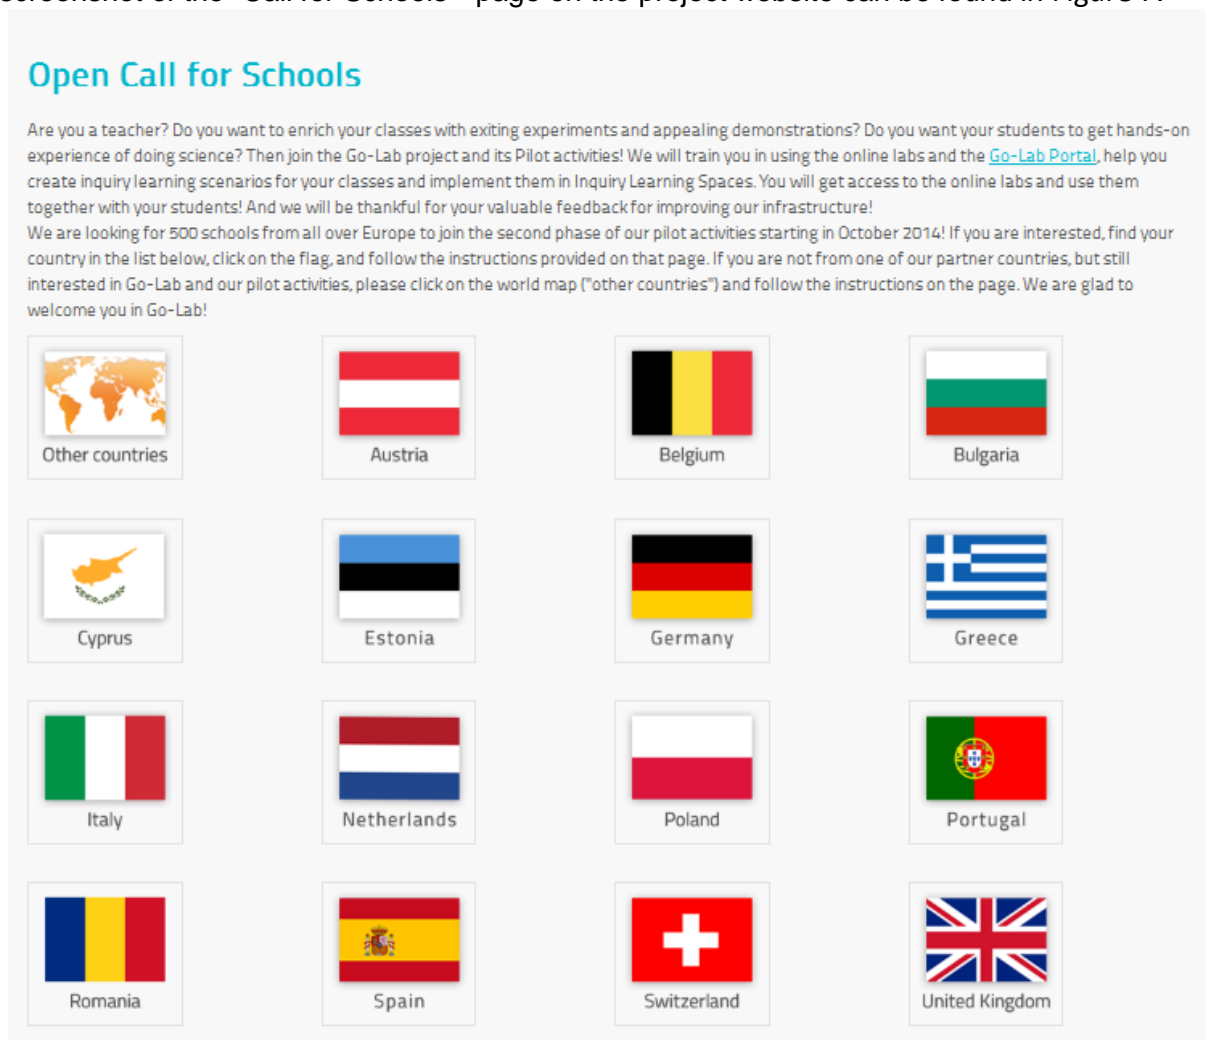 Open Call for Schools
Are you a teacher? Do you want to enrich your classes with exiting experiments and appealing demonstrations? Do you want your students to get hands-on
experience of doing science? Then join the Go-Lab project and its Pilot activities! We will train you in using the online labs and the Go-Lab Portal, help you
create inquiry learning scenarios for your classes and implement them in Inquiry Learning Spaces. You will get access to the online labs and use them
together with your students! And we will be thankful for your valuable feedback for improving our infrastructure!
We are looking for 500 schools from all over Europe to join the second phase of our pilot activities starting in October 2014! If you are interested, find your
country in the list below, click on the flag, and follow the instructions provided on that page. If you are not from one of our partner countries, but still
interested in Go-Lab and our pilot activities, please click on the world map ("other countries") and follow the instructions on the page. We are glad to
welcome you in Go-Lab!
Other countries Austria Belgium Bulgaria
Cyprus Estonia Germany Greece
Italy Netherlands Poland Portugal
Romania Spain Switzerland United Kingdom